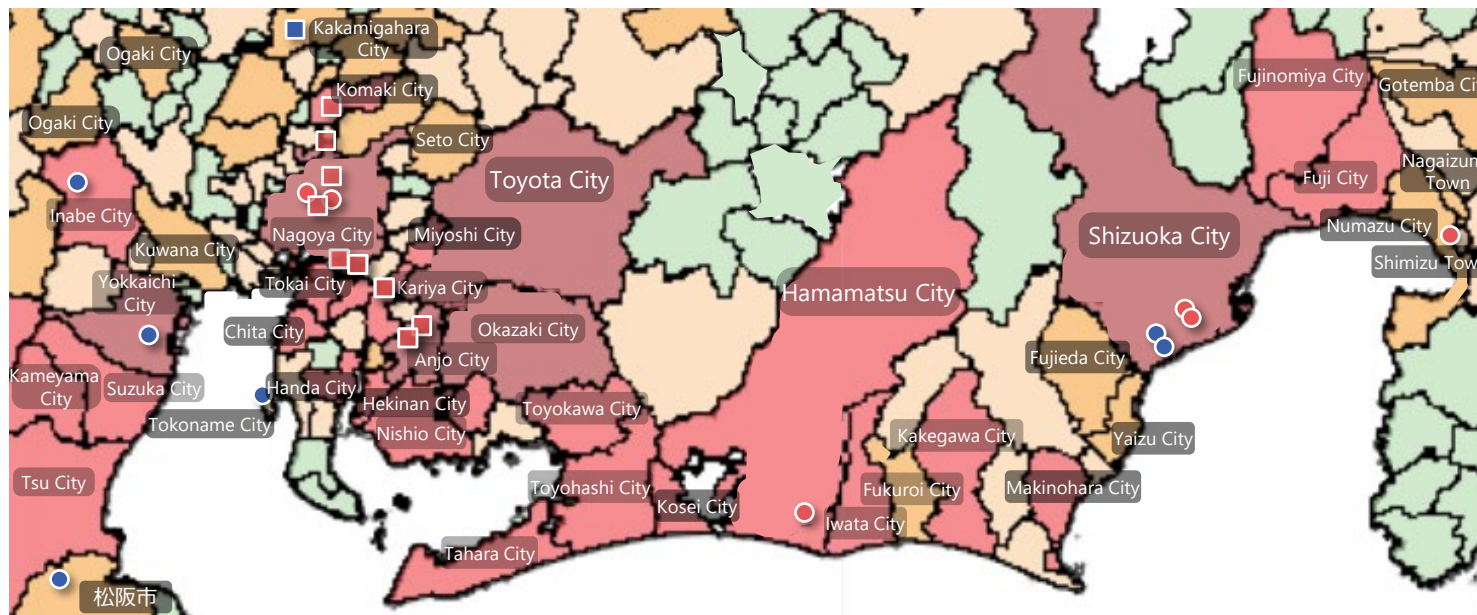 Kakamigahara
City
Ogaki City
Komaki City
Fujinomiya City
Gotemba Cit
Ogaki City
Seto City
Toyota City
Nagaizum
Town
Fuji City
Inabe City
Nagoya City
Miyoshi City
Shizuoka City
Numazu City
Kuwana City
Shimizu Tow
Yokkaichi
City
Tokai City
Kariya City
Hamamatsu City
Chita City
Okazaki City
Anjo City
Fujieda City
Kameyama
City
Suzuka City
Handa City
Hekinan City
Toyokawa City
Tokoname City
Nishio City
Kakegawa City
Yaizu City
Tsu City
Toyohashi City
Kosei City
Fukuroi City
Makinohara City
Iwata City
Tahara City
松阪市